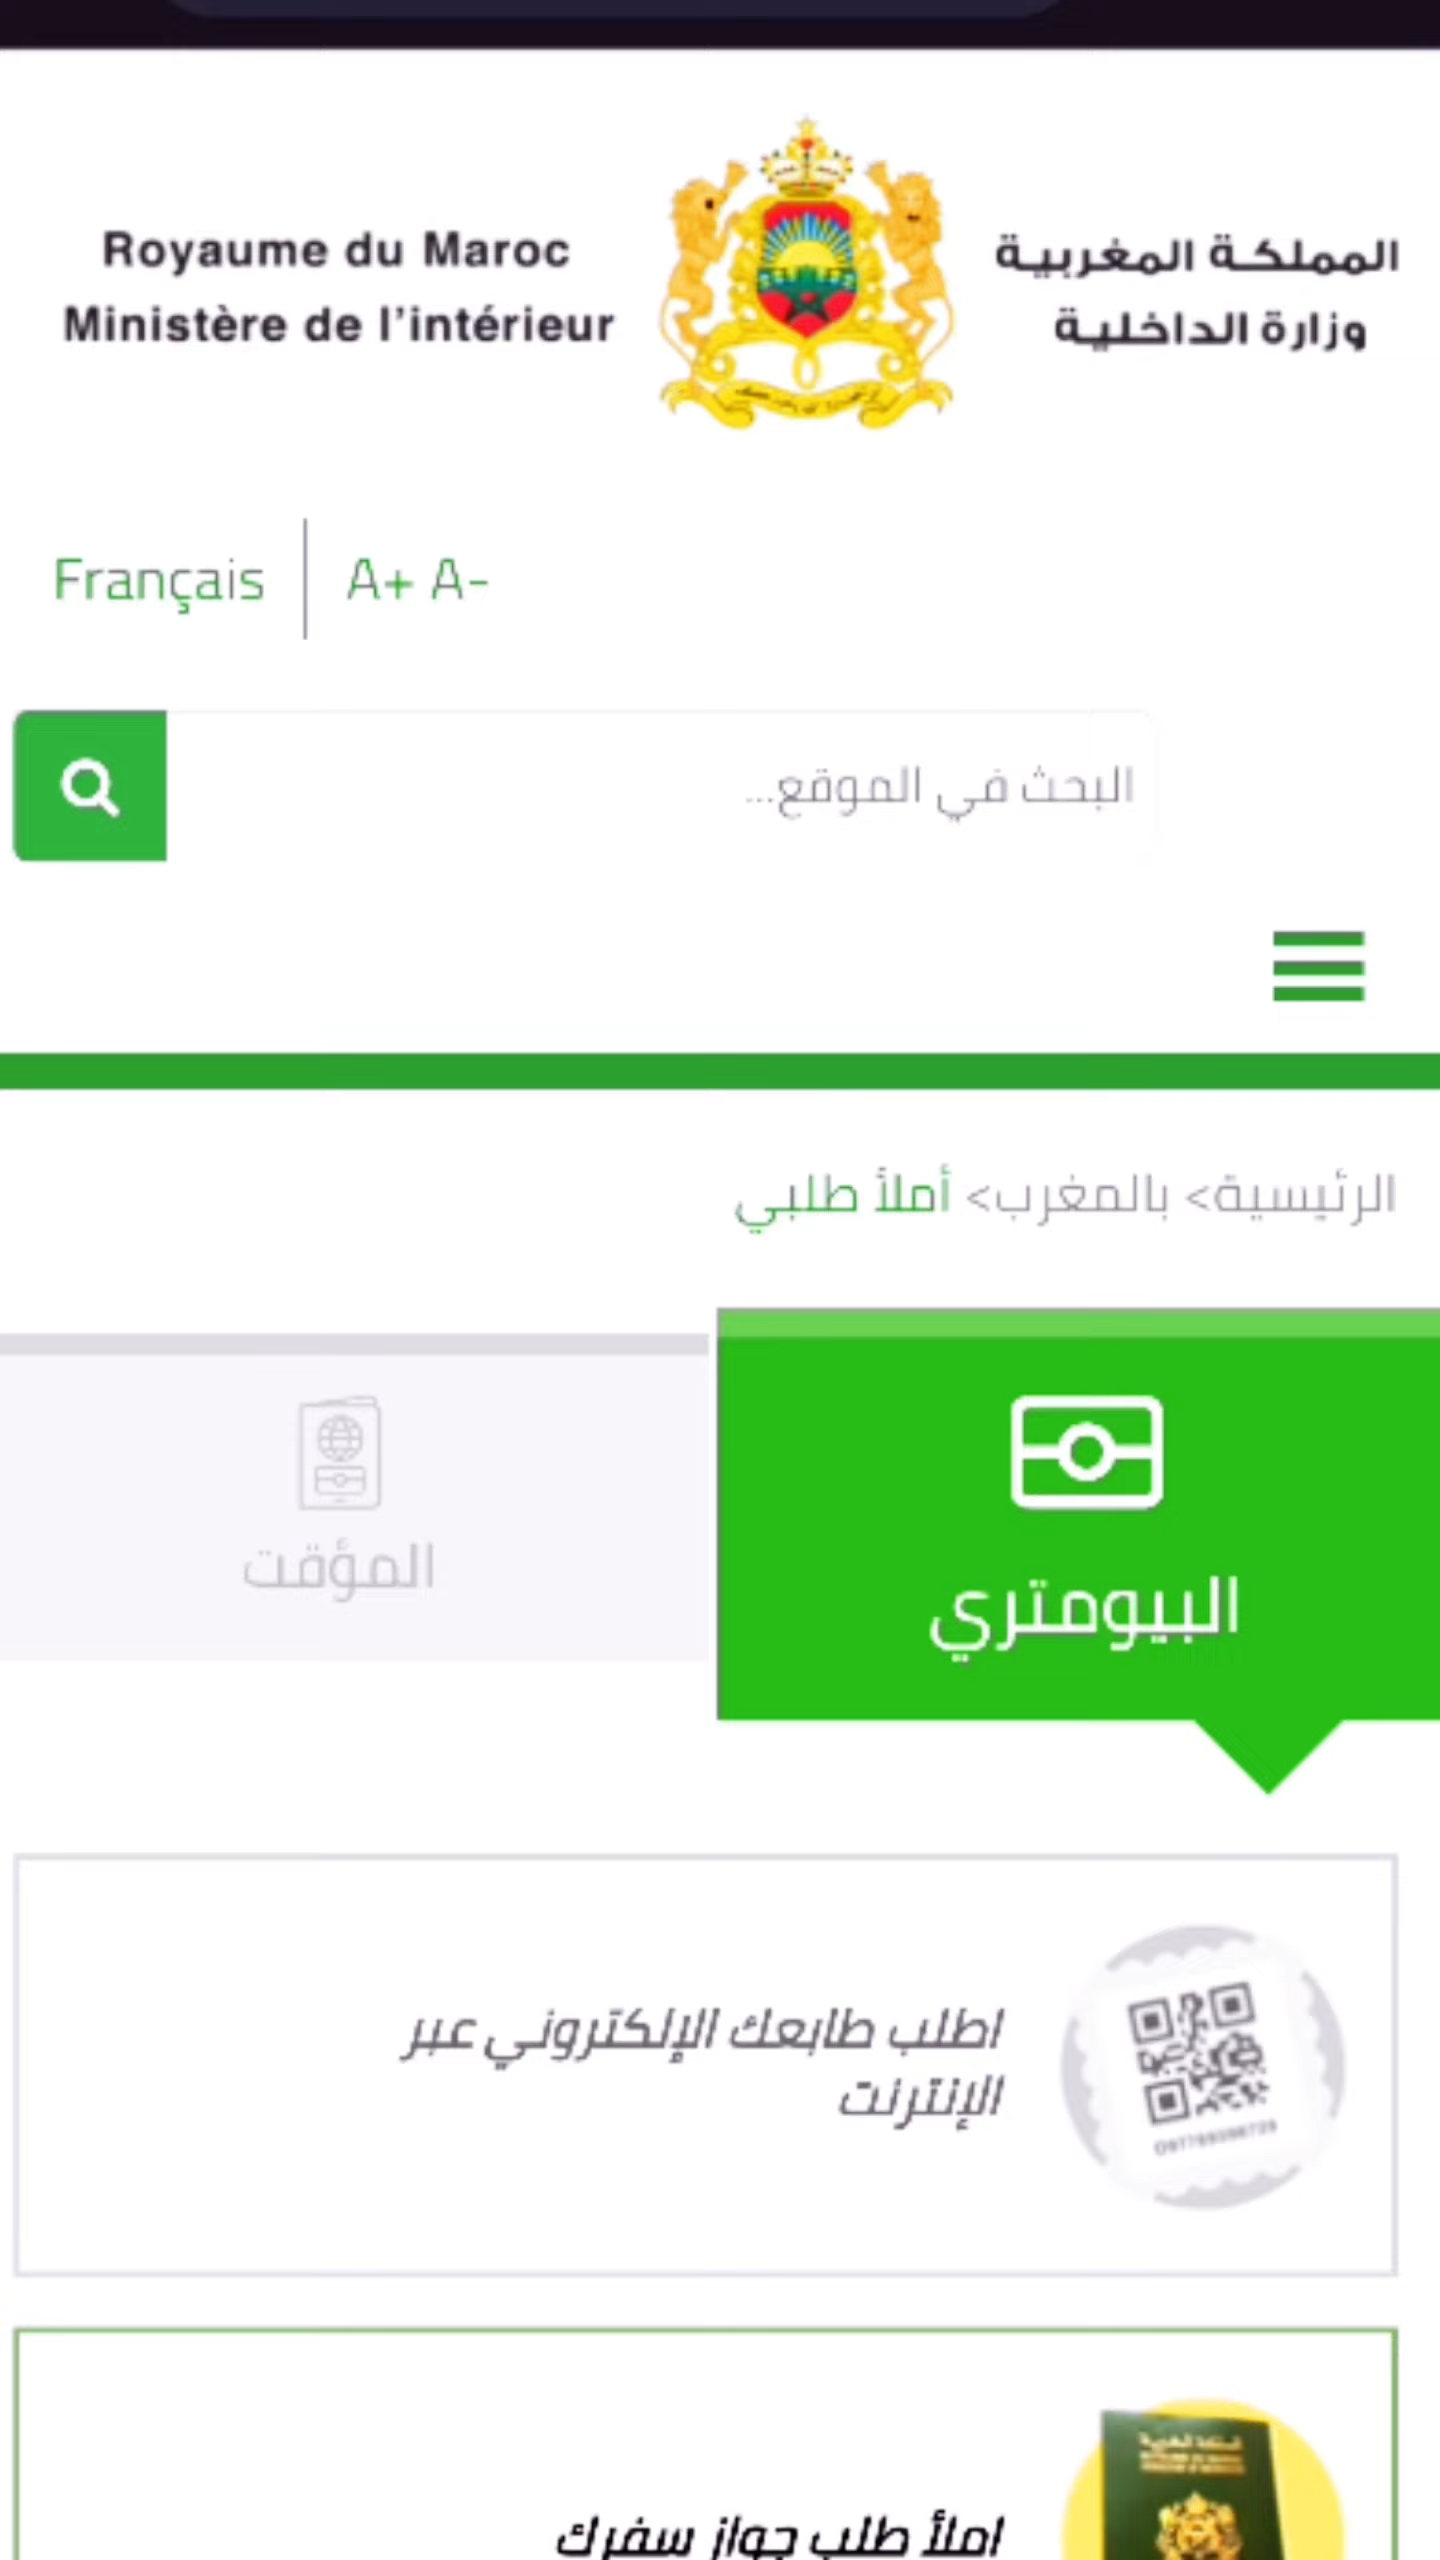 Royaume du Maroc
Ministère de l'intérieur
المملكة المغربية
وزارة الداخلية
Français
A+ A-
البحث في الموقع...
الرئيسية> بالمغرب> أملأ طلبي
البيومتري
المؤقت
اطلب طابعك الإلكتروني عبر
الإنترنت
املأ طلب جواز سفرك